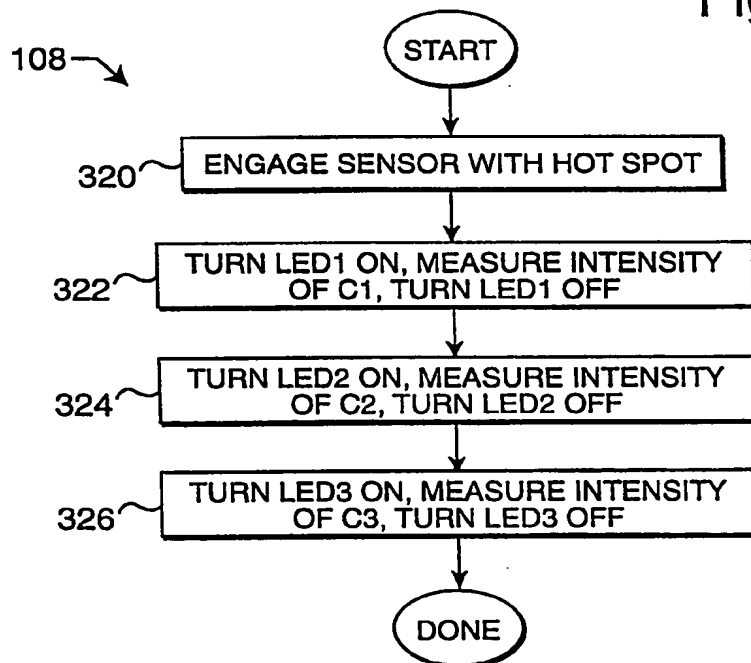 Fig
108
START
320
ENGAGE SENSOR WITH HOT SPOT
322
TURN LED1 ON, MEASURE INTENSITY
OF C1, TURN LED1 OFF
324
TURN LED2 ON, MEASURE INTENSITY
OF C2, TURN LED2 OFF
326
TURN LED3 ON, MEASURE INTENSITY
OF C3, TURN LED3 OFF
DONE